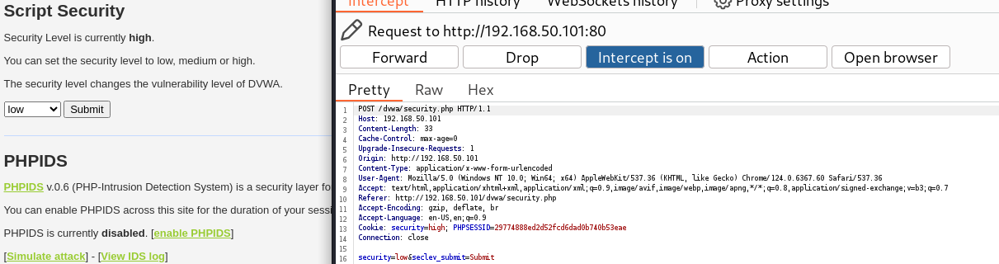 Script Security
Security Level is currently high.
You can set the security level to low, medium or high.
The security level changes the vulnerability level of DVWA.
low Submit
PHPIDS
PHPIDS v.0.6 (PHP-Intrusion Detection System) is a security layer fo
You can enable PHPIDS across this site for the duration of your sessi
PHPIDS is currently disabled. [enable PHPIDS]
[Simulate attack] - [View IDS log]
Intercept HTTP history WebSockets history Proxy settings
Request to http://192.168.50.101:80
Forward Drop Intercept is on Action Open browser
Pretty Raw Hex
1 POST /dvwa/security.php HTTP/1.1
2 Host: 192.168.50.101
3 Content-Length: 33
4 Cache-Control: max-age=0
5 Upgrade-Insecure-Requests: 1
6 Origin: http://192.168.50.101
7 Content-Type: application/x-www-form-urlencoded
8 User-Agent: Mozilla/5.0 (Windows NT 10.0; Win64; x64) AppleWebKit/537.36 (KHTML, like Gecko) Chrome/124.0.6367.60 Safari/537.36
9 Accept: text/html,application/xhtml+xml,application/xml;q=0.9,image/avif,image/webp,image/apng,*/*;q=0.8,application/signed-exchange;v=b3;q=0.7
10 Referer: http://192.168.50.101/dvwa/security.php
11 Accept-Encoding: gzip, deflate, br
12 Accept-Language: en-US,en;q=0.9
13 Cookie: security=high; PHPSESSID=29774888ed2d52fcd6dad0b740b53eae
14 Connection: close
15
16 security=low&seclev_submit=Submit